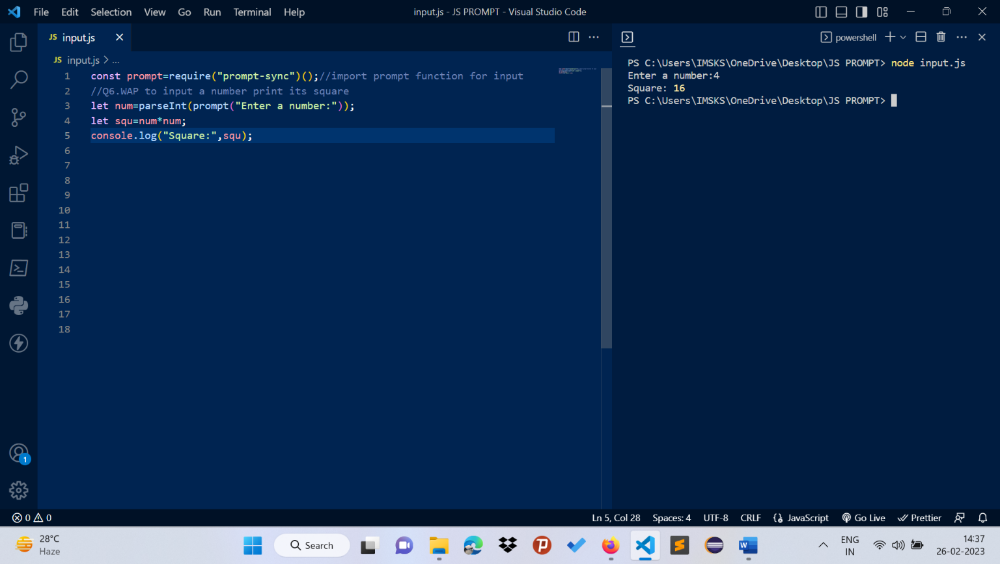 File Edit Selection View Go Run Terminal Help
input.js - JS PROMPT - Visual Studio Code
JS input.js
JS input.js > ...
1 const prompt=require("prompt-sync")();//import prompt function for input
2 //Q6.WAP to input a number print its square
3 let num=parseInt(prompt("Enter a number:"));
4 let squ=num*num;
5 console.log("Square:",squ);
6
7
8
9
10
11
12
13
14
15
16
17
18
powershell
PS C:\Users\IMSKS\OneDrive\Desktop\JS PROMPT> node input.js
Enter a number:4
Square: 16
PS C:\Users\IMSKS\OneDrive\Desktop\JS PROMPT>
1
0 0 Ln 5, Col 28 Spaces: 4 UTF-8 CRLF JavaScript Go Live Prettier
28°C
Haze
Search
ENG
IN
14:37
26-02-2023